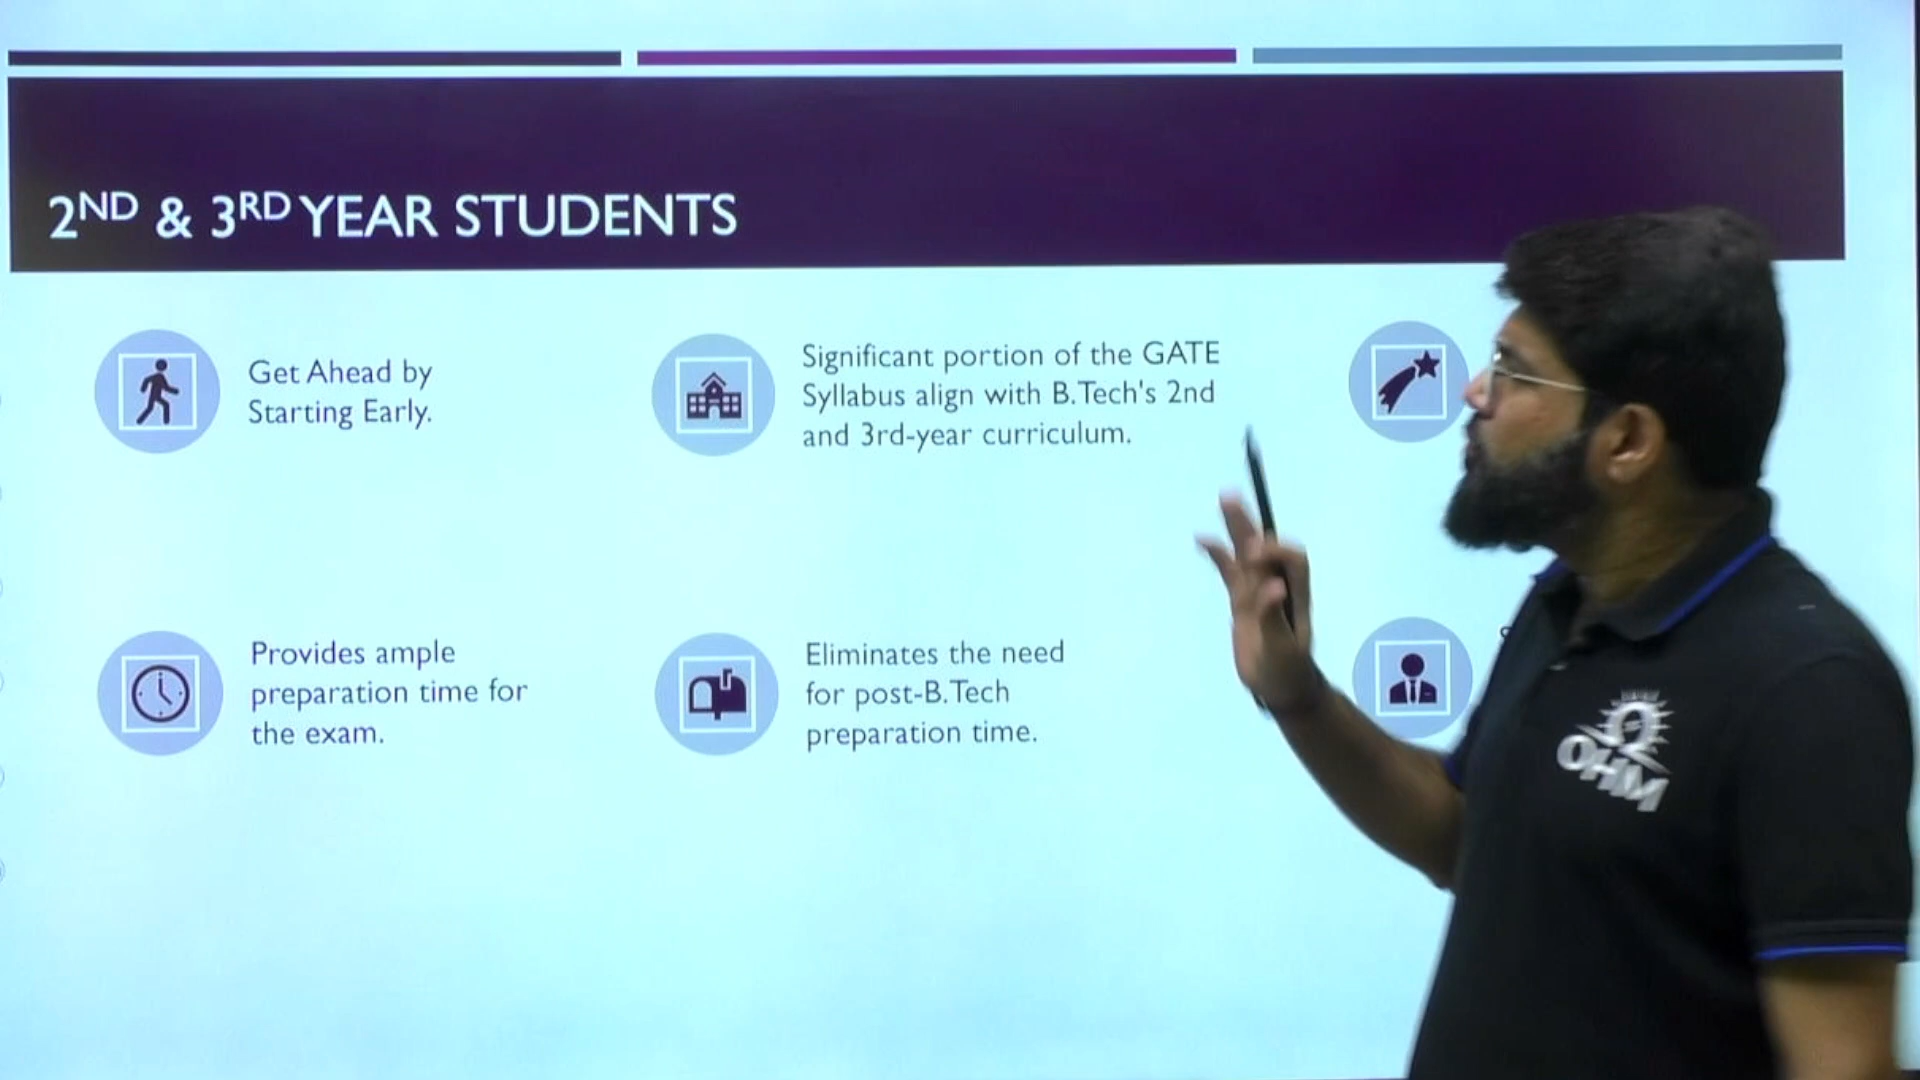 2ND & 3RD YEAR STUDENTS
Get Ahead by
Starting Early.
Significant portion of the GATE
Syllabus align with B.Tech's 2nd
and 3rd-year curriculum.
Provides ample
preparation time for
the exam.
Eliminates the need
for post-B.Tech
preparation time.
OHM